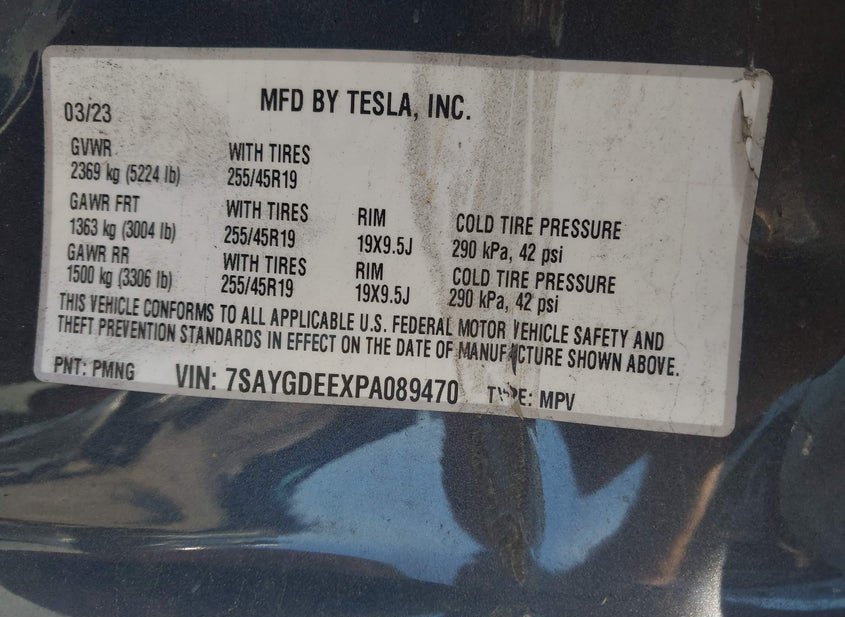 MFD BY TESLA, INC.
03/23
GVWR WITH TIRES
2369 kg (5224 lb) 255/45R19
GAWR FRT WITH TIRES RIM COLD TIRE PRESSURE
1363 kg (3004 lb) 255/45R19 19X9.5J 290 kPa, 42 psi
GAWR RR WITH TIRES RIM COLD TIRE PRESSURE
1500 kg (3306 lb) 255/45R19 19X9.5J 290 kPa, 42 psi
THIS VEHICLE CONFORMS TO ALL APPLICABLE U.S. FEDERAL MOTOR VEHICLE SAFETY AND
THEFT PREVENTION STANDARDS IN EFFECT ON THE DATE OF MANUFACTURE SHOWN ABOVE.
PNT: PMNG VIN: 7SAYGDEEXPA089470 TYPE: MPV